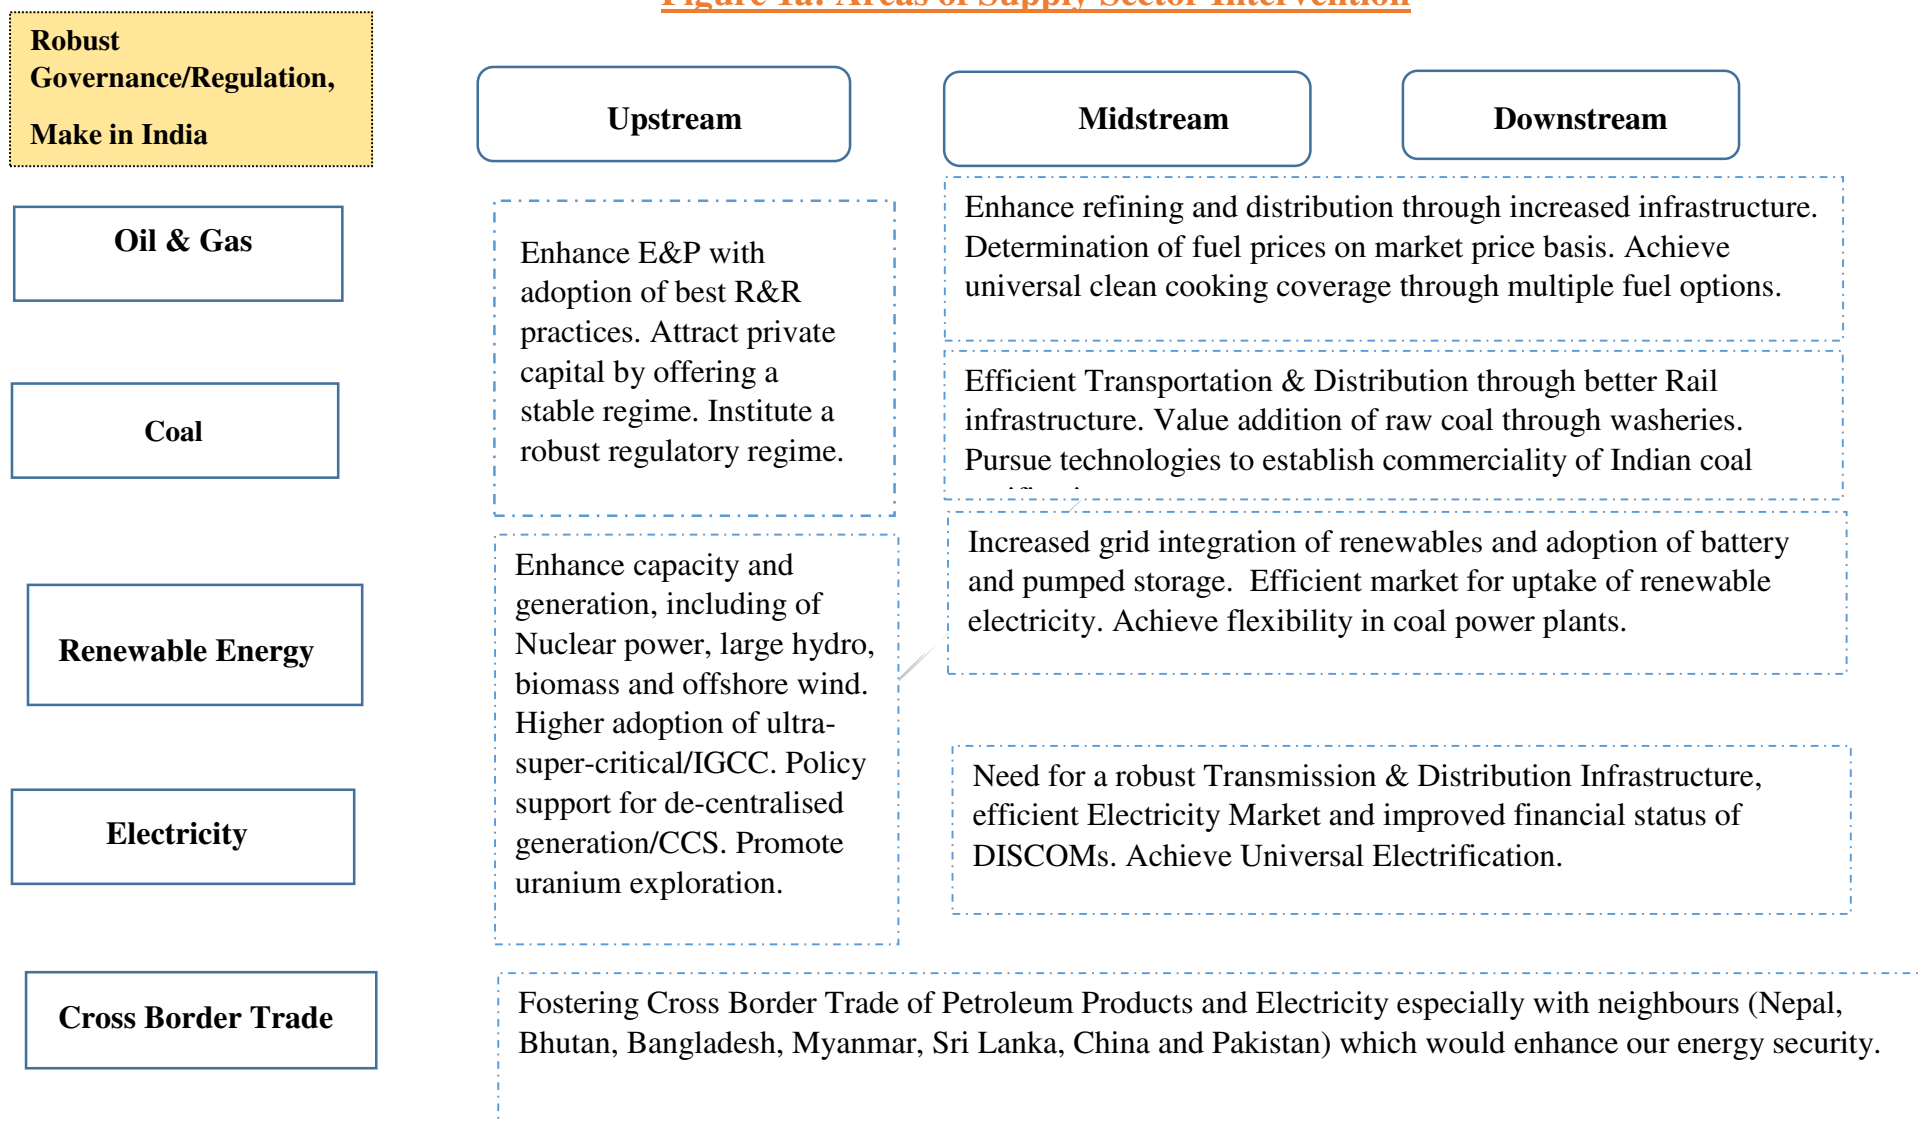 Figure 1a: Areas of Supply Sector Intervention
Robust
Governance/Regulation,
Make in India
Upstream
Midstream
Downstream
Oil & Gas
Enhance E&P with
adoption of best R&R
practices. Attract private
capital by offering a
stable regime. Institute a
robust regulatory regime.
Enhance refining and distribution through increased infrastructure.
Determination of fuel prices on market price basis. Achieve
universal clean cooking coverage through multiple fuel options.
Coal
Efficient Transportation & Distribution through better Rail
infrastructure. Value addition of raw coal through washeries.
Pursue technologies to establish commerciality of Indian coal
Renewable Energy
Enhance capacity and
generation, including of
Nuclear power, large hydro,
biomass and offshore wind.
Higher adoption of ultra-
super-critical/IGCC. Policy
support for de-centralised
generation/CCS. Promote
uranium exploration.
Increased grid integration of renewables and adoption of battery
and pumped storage.  Efficient market for uptake of renewable
electricity. Achieve flexibility in coal power plants.
Electricity
Need for a robust Transmission & Distribution Infrastructure,
efficient Electricity Market and improved financial status of
DISCOMs. Achieve Universal Electrification.
Cross Border Trade
Fostering Cross Border Trade of Petroleum Products and Electricity especially with neighbours (Nepal,
Bhutan, Bangladesh, Myanmar, Sri Lanka, China and Pakistan) which would enhance our energy security.